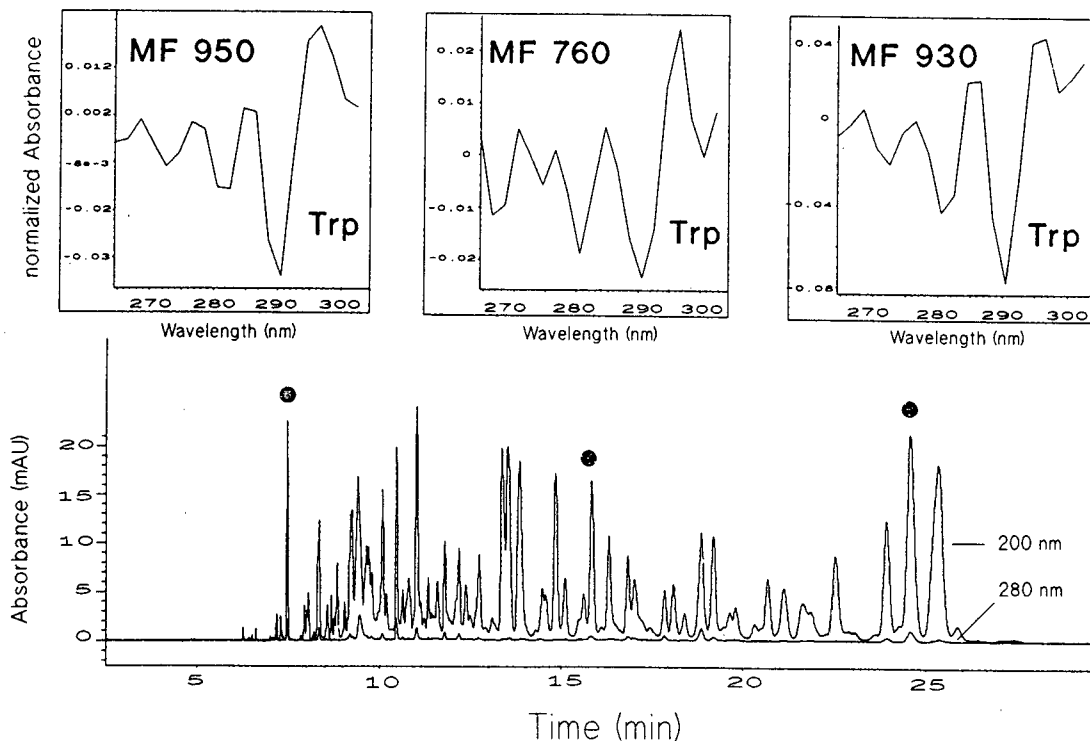 normalized Absorbance
MF 950
0.012
0.002
-8e-3
-0.02
-0.03
Trp
270 280 290 300
Wavelength (nm)
MF 760
0.02
0.01
0
-0.01
-0.02
Trp
270 280 290 300
Wavelength (nm)
MF 930
0.04
0
-0.04
-0.08
Trp
270 280 290 300
Wavelength (nm)
Absorbance (mAU)
20
15
10
5
0
200 nm
280 nm
5 10 15 20 25
Time (min)